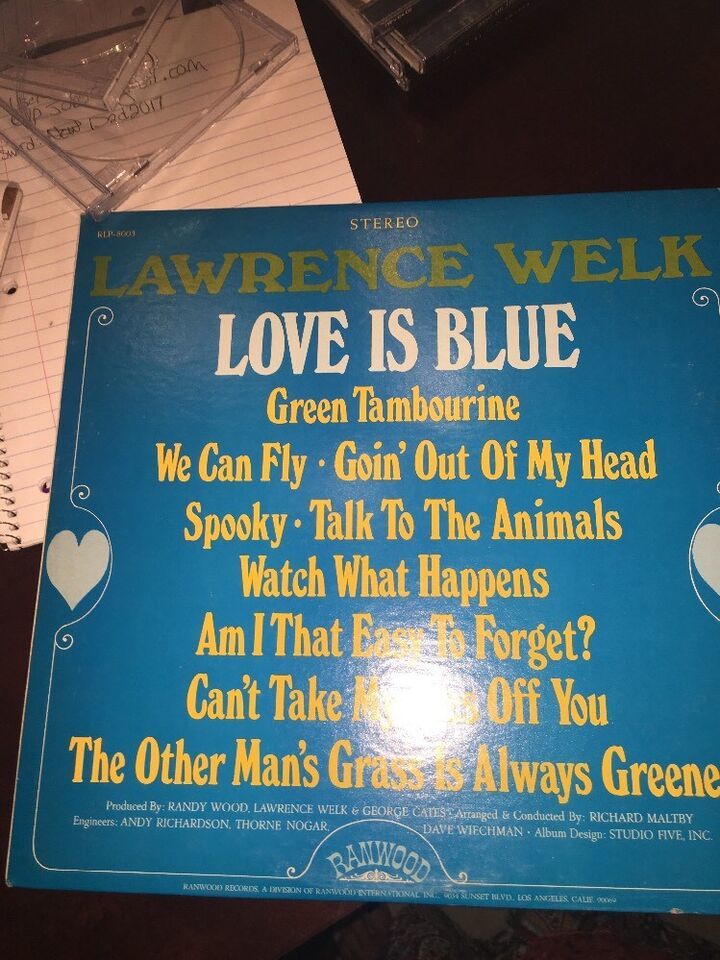 RLP-8003
STEREO
LAWRENCE WELK
LOVE IS BLUE
Green Tambourine
We Can Fly · Goin' Out Of My Head
Spooky · Talk To The Animals
Watch What Happens
Am I That Easy To Forget?
Can't Take Off You
The Other Man's Grass Is Always Greene
Produced By: RANDY WOOD, LAWRENCE WELK & GEORGE CATES · Arranged & Conducted By: RICHARD MALTBY
Engineers: ANDY RICHARDSON, THORNE NOGAR, DAVE WIECHMAN · Album Design: STUDIO FIVE, INC.
RANWOOD
RANWOOD RECORDS, A DIVISION OF RANWOOD INTERNATIONAL, INC., 9034 SUNSET BLVD., LOS ANGELES, CALIF. 90069